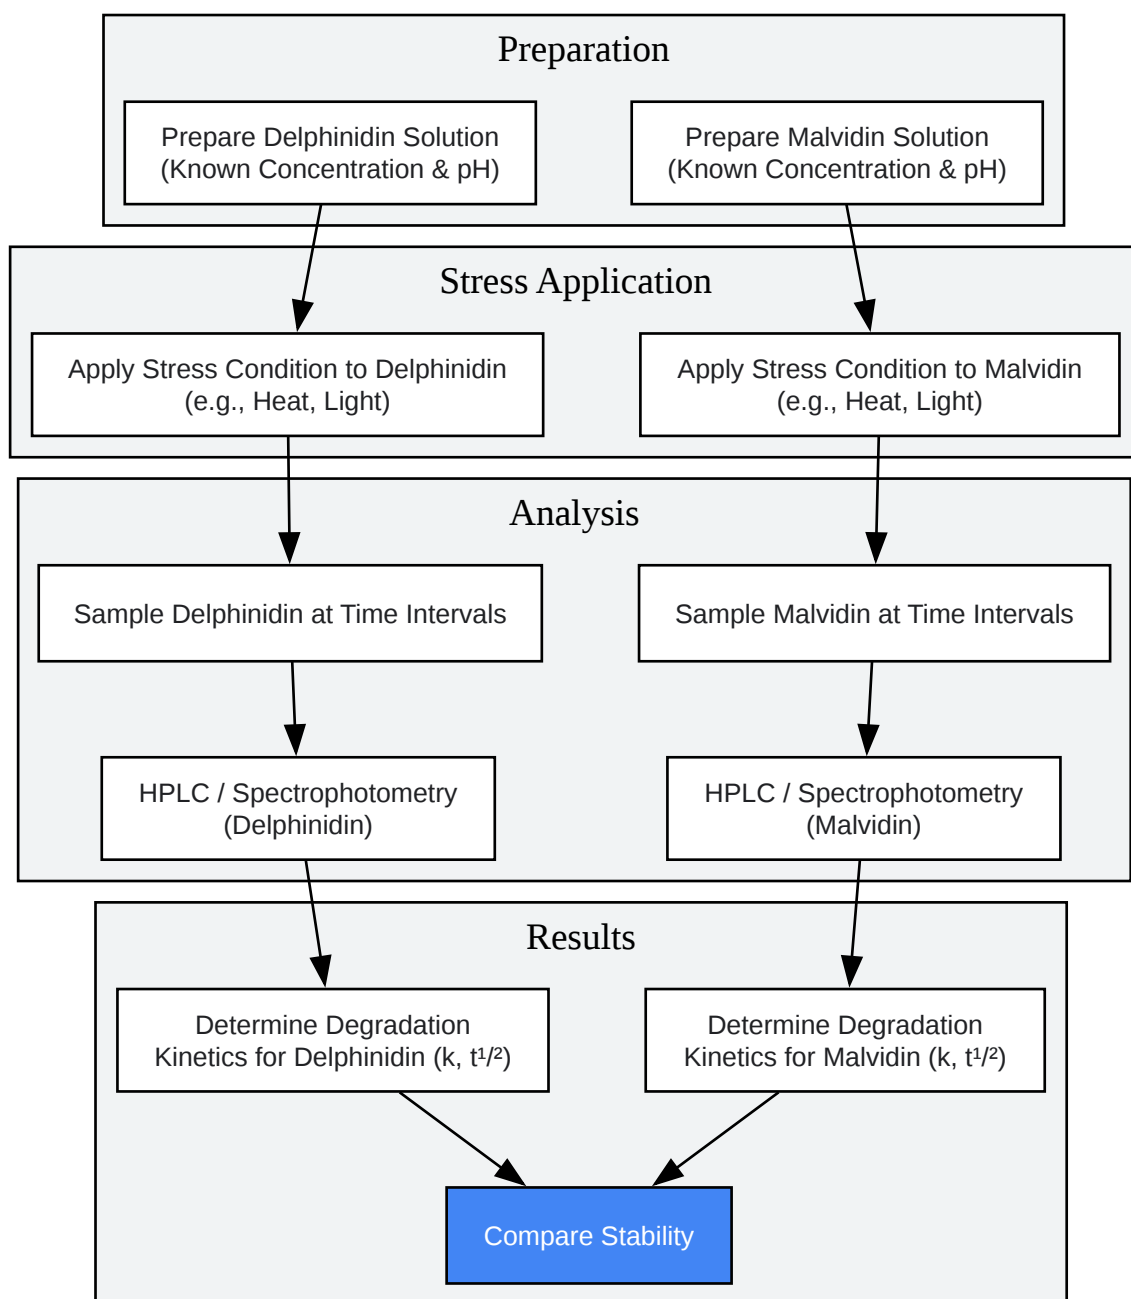 Preparation
Prepare Delphinidin Solution
(Known Concentration & pH)
Prepare Malvidin Solution
(Known Concentration & pH)
Stress Application
Apply Stress Condition to Delphinidin
(e.g., Heat, Light)
Apply Stress Condition to Malvidin
(e.g., Heat, Light)
Analysis
Sample Delphinidin at Time Intervals
Sample Malvidin at Time Intervals
HPLC / Spectrophotometry
(Delphinidin)
HPLC / Spectrophotometry
(Malvidin)
Results
Determine Degradation
Kinetics for Delphinidin (k, t¹/²)
Determine Degradation
Kinetics for Malvidin (k, t¹/²)
Compare Stability